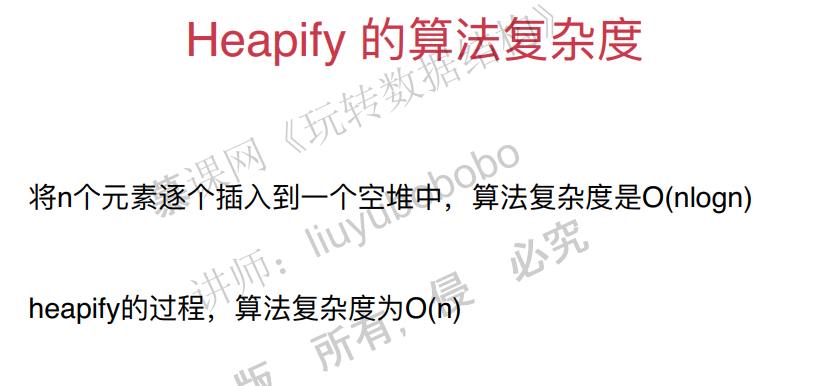 Heapify 的算法复杂度
慕课网《玩转数据结构》
将n个元素逐个插入到一个空堆中，算法复杂度是O(nlogn)
讲师：liuyubobobo
heapify的过程，算法复杂度为O(n)
版 所有，侵 必究